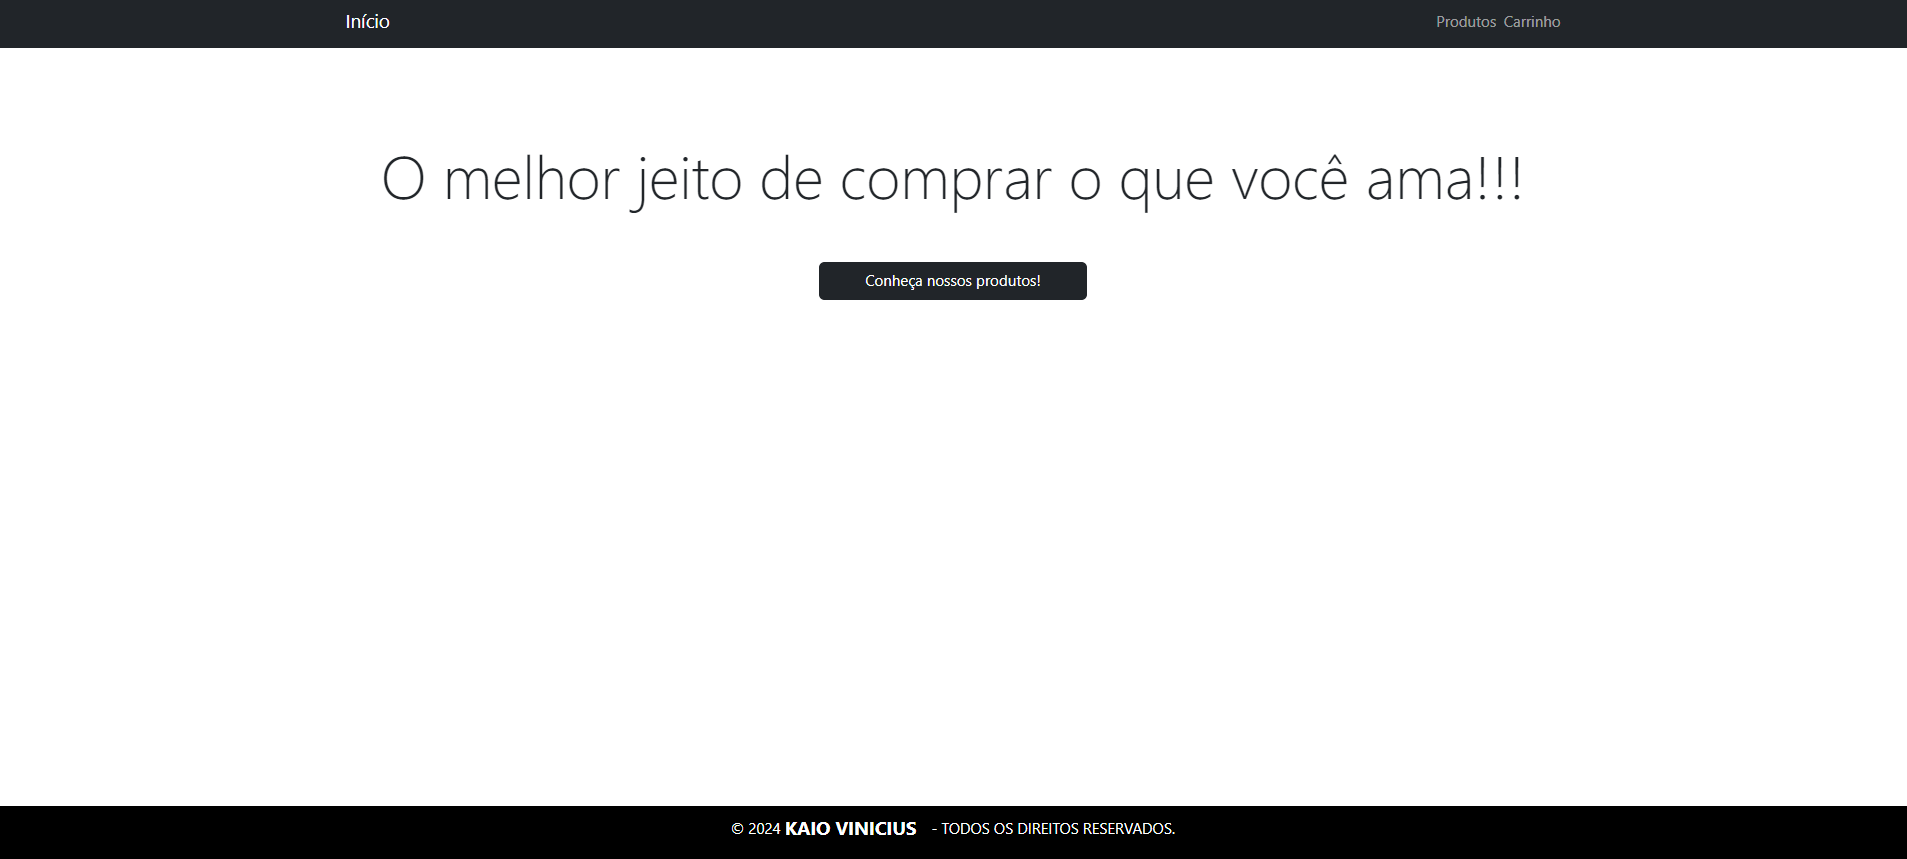 Início Produtos Carrinho
O melhor jeito de comprar o que você ama!!!
Conheça nossos produtos!
© 2024 KAIO VINICIUS - TODOS OS DIREITOS RESERVADOS.